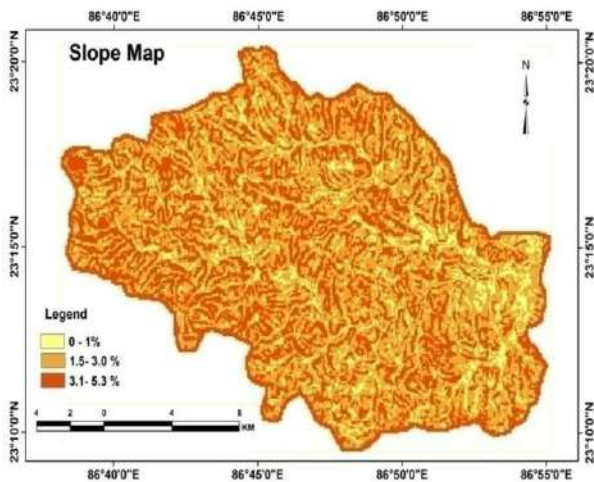 86°40'0"E 86°45'0"E 86°50'0"E 86°55'0"E
Slope Map
N
23°20'0"N 23°20'0"N
23°15'0"N 23°15'0"N
Legend
0 - 1%
1.5- 3.0 %
3.1- 5.3 %
4 2 0 4 8
KM
23°10'0"N 23°10'0"N
86°40'0"E 86°45'0"E 86°50'0"E 86°55'0"E